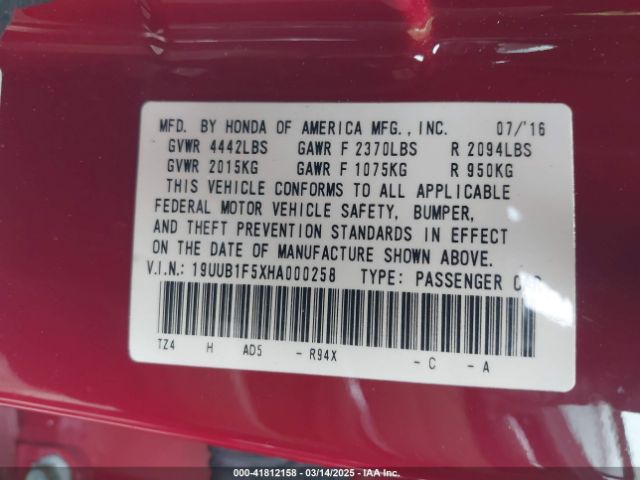 MFD. BY HONDA OF AMERICA MFG., INC. 07/'16
GVWR 4442LBS GAWR F 2370LBS R 2094LBS
GVWR 2015KG GAWR F 1075KG R 950KG
THIS VEHICLE CONFORMS TO ALL APPLICABLE
FEDERAL MOTOR VEHICLE SAFETY, BUMPER,
AND THEFT PREVENTION STANDARDS IN EFFECT
ON THE DATE OF MANUFACTURE SHOWN ABOVE.
V.I.N.: 19UUB1F5XHA000258 TYPE: PASSENGER
TZ4 H AD5 - R94X - C - A
000-41812158 - 03/14/2025 - IAA Inc.